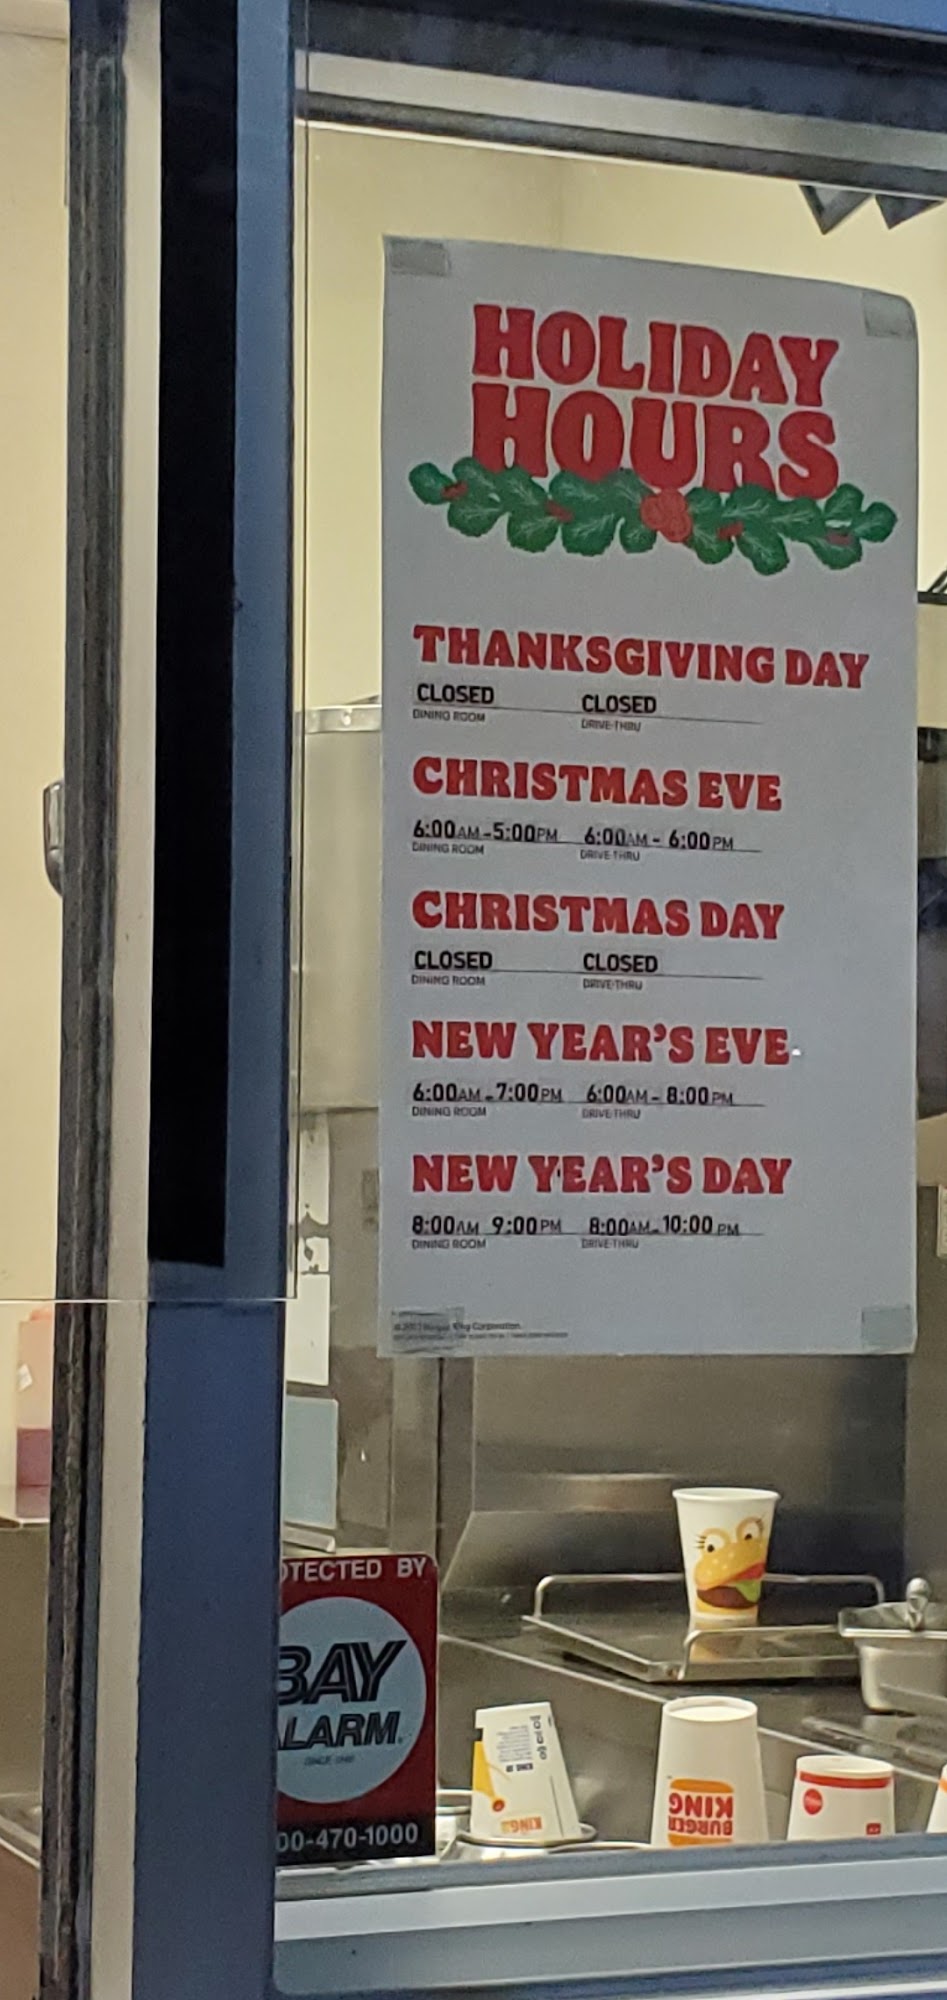 HOLIDAY
HOURS
THANKSGIVING DAY
CLOSED CLOSED
DINING ROOM DRIVE-THRU
CHRISTMAS EVE
6:00AM-5:00PM 6:00AM - 6:00PM
DINING ROOM DRIVE-THRU
CHRISTMAS DAY
CLOSED CLOSED
DINING ROOM DRIVE-THRU
NEW YEAR'S EVE
6:00AM-7:00PM 6:00AM - 8:00PM
DINING ROOM DRIVE-THRU
NEW YEAR'S DAY
8:00AM 9:00PM 8:00AM-10:00PM
DINING ROOM DRIVE-THRU
King Corporation
OTECTED BY
BAY
LARM
00-470-1000
KING
BURGER
KING